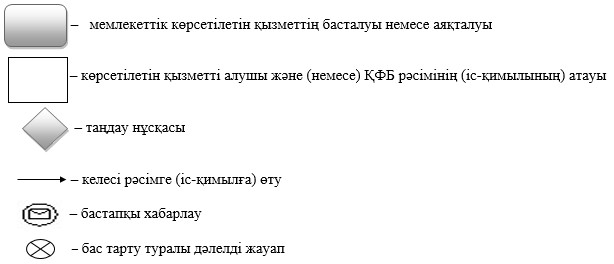 – мемлекеттік көрсетілетін қызметтің басталуы немесе аяқталуы
– көрсетілетін қызметті алушы және (немесе) ҚФБ рәсімінің (іс-қимылының) атауы
– таңдау нұсқасы
– келесі рәсімге (іс-қимылға) өту
– бастапқы хабарлау
– бас тарту туралы дәлелді жауап